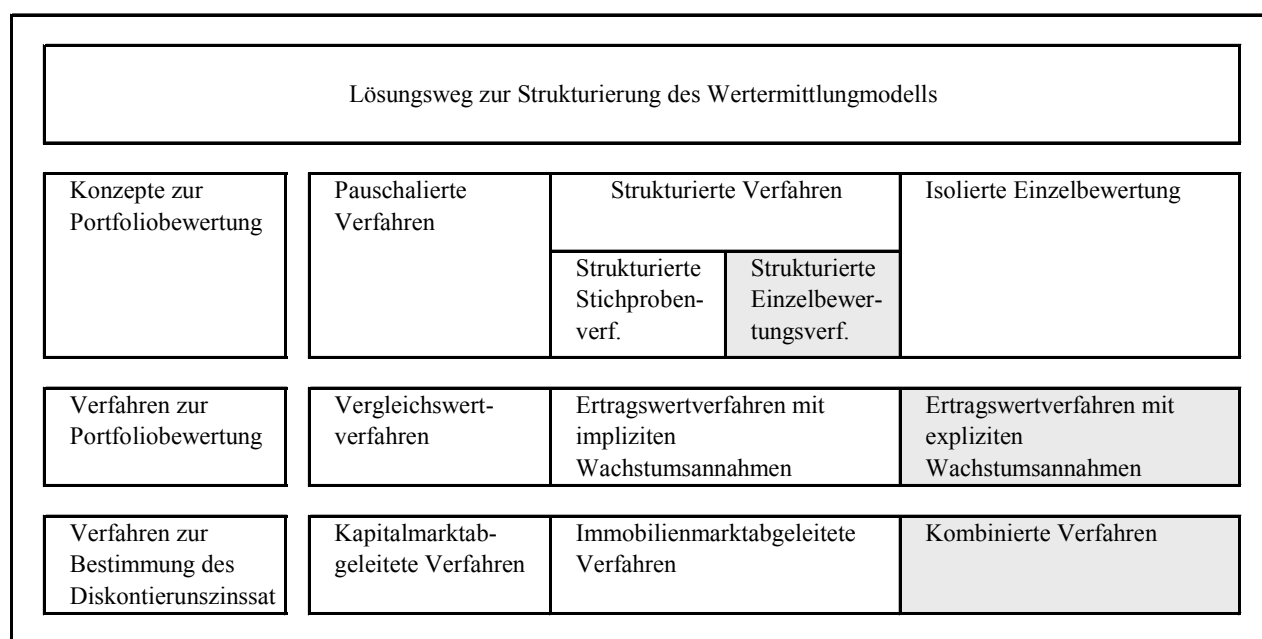 Lösungsweg zur Strukturierung des Wertermittlungmodells
Konzepte zur
Portfoliobewertung
Pauschalierte
Verfahren
Strukturierte Verfahren
Strukturierte
Stichproben-
verf.
Strukturierte
Einzelbewer-
tungsverf.
Isolierte Einzelbewertung
Verfahren zur
Portfoliobewertung
Vergleichswert-
verfahren
Ertragswertverfahren mit
impliziten
Wachstumsannahmen
Ertragswertverfahren mit
expliziten
Wachstumsannahmen
Verfahren zur
Bestimmung des
Diskontierunszinssat
Kapitalmarktab-
geleitete Verfahren
Immobilienmarktabgeleitete
Verfahren
Kombinierte Verfahren